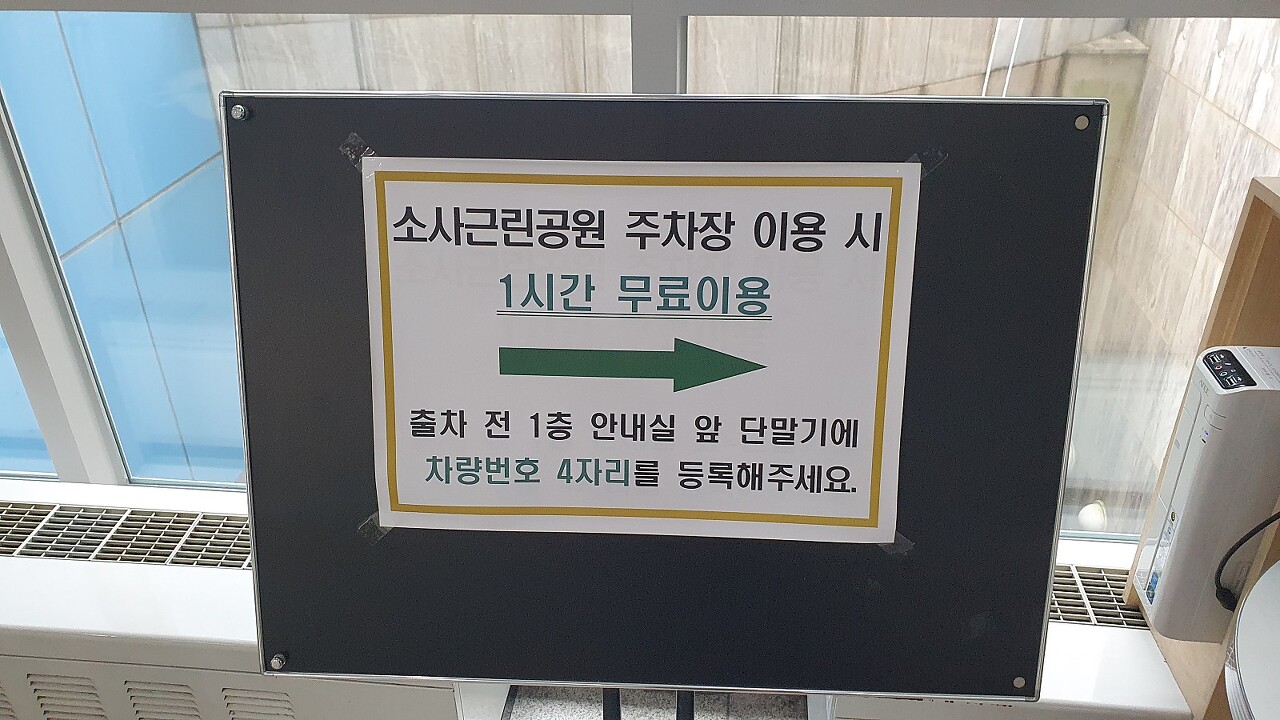 소사근린공원 주차장 이용 시
1시간 무료이용
출차 전 1층 안내실 앞 단말기에
차량번호 4자리를 등록해주세요.